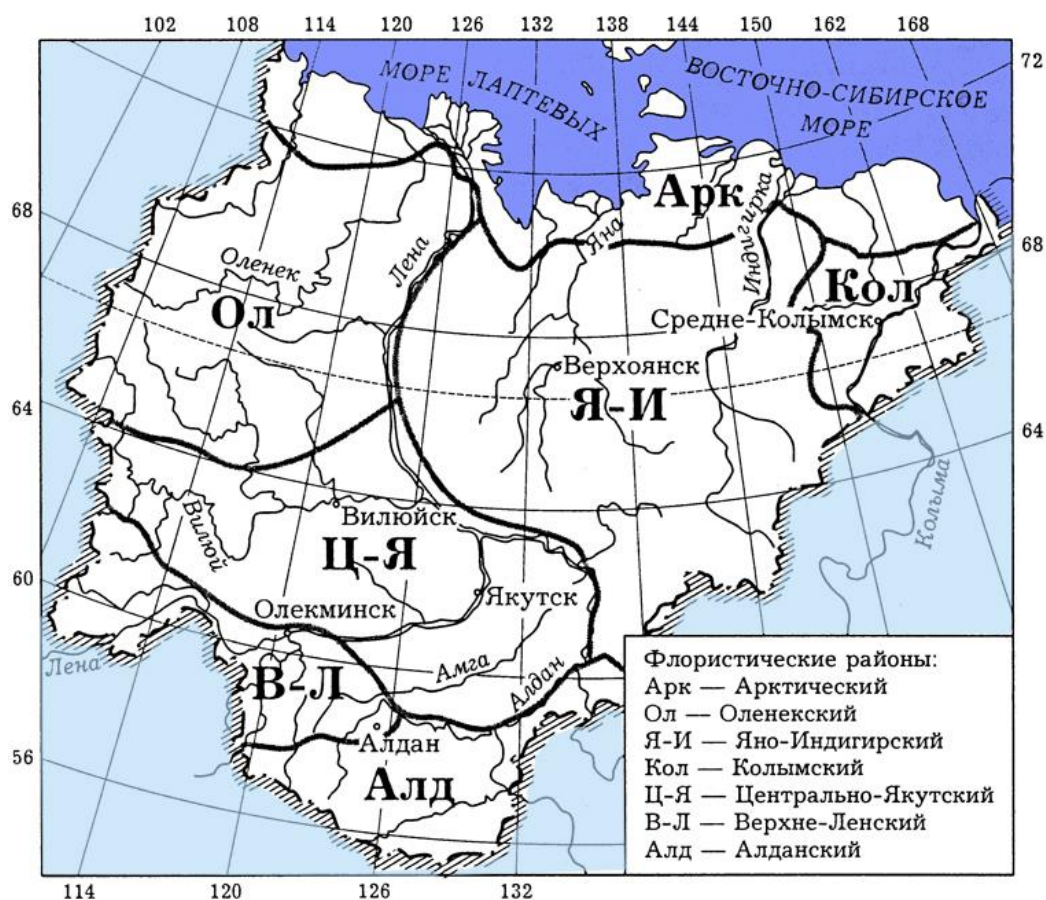 102 108 114 120 126 132 138 144 150 162 168
МОРЕ ЛАПТЕВЫХ
ВОСТОЧНО-СИБИРСКОЕ
МОРЕ
72
Арк
68
Лена
Яна
Индигирка
68
Оленек
Кол
Ол
Средне-Колымск
Верхоянск
Я-И
64
64
Колыма
Вилюй
Вилюйск
Ц-Я
60
Олекминск
Якутск
Лена
Амга
Алдан
В-Л
56
Алдан
Алд
Флористические районы:
Арк — Арктический
Ол — Оленекский
Я-И — Яно-Индигирский
Кол — Колымский
Ц-Я — Центрально-Якутский
В-Л — Верхне-Ленский
Алд — Алданский
114 120 126 132